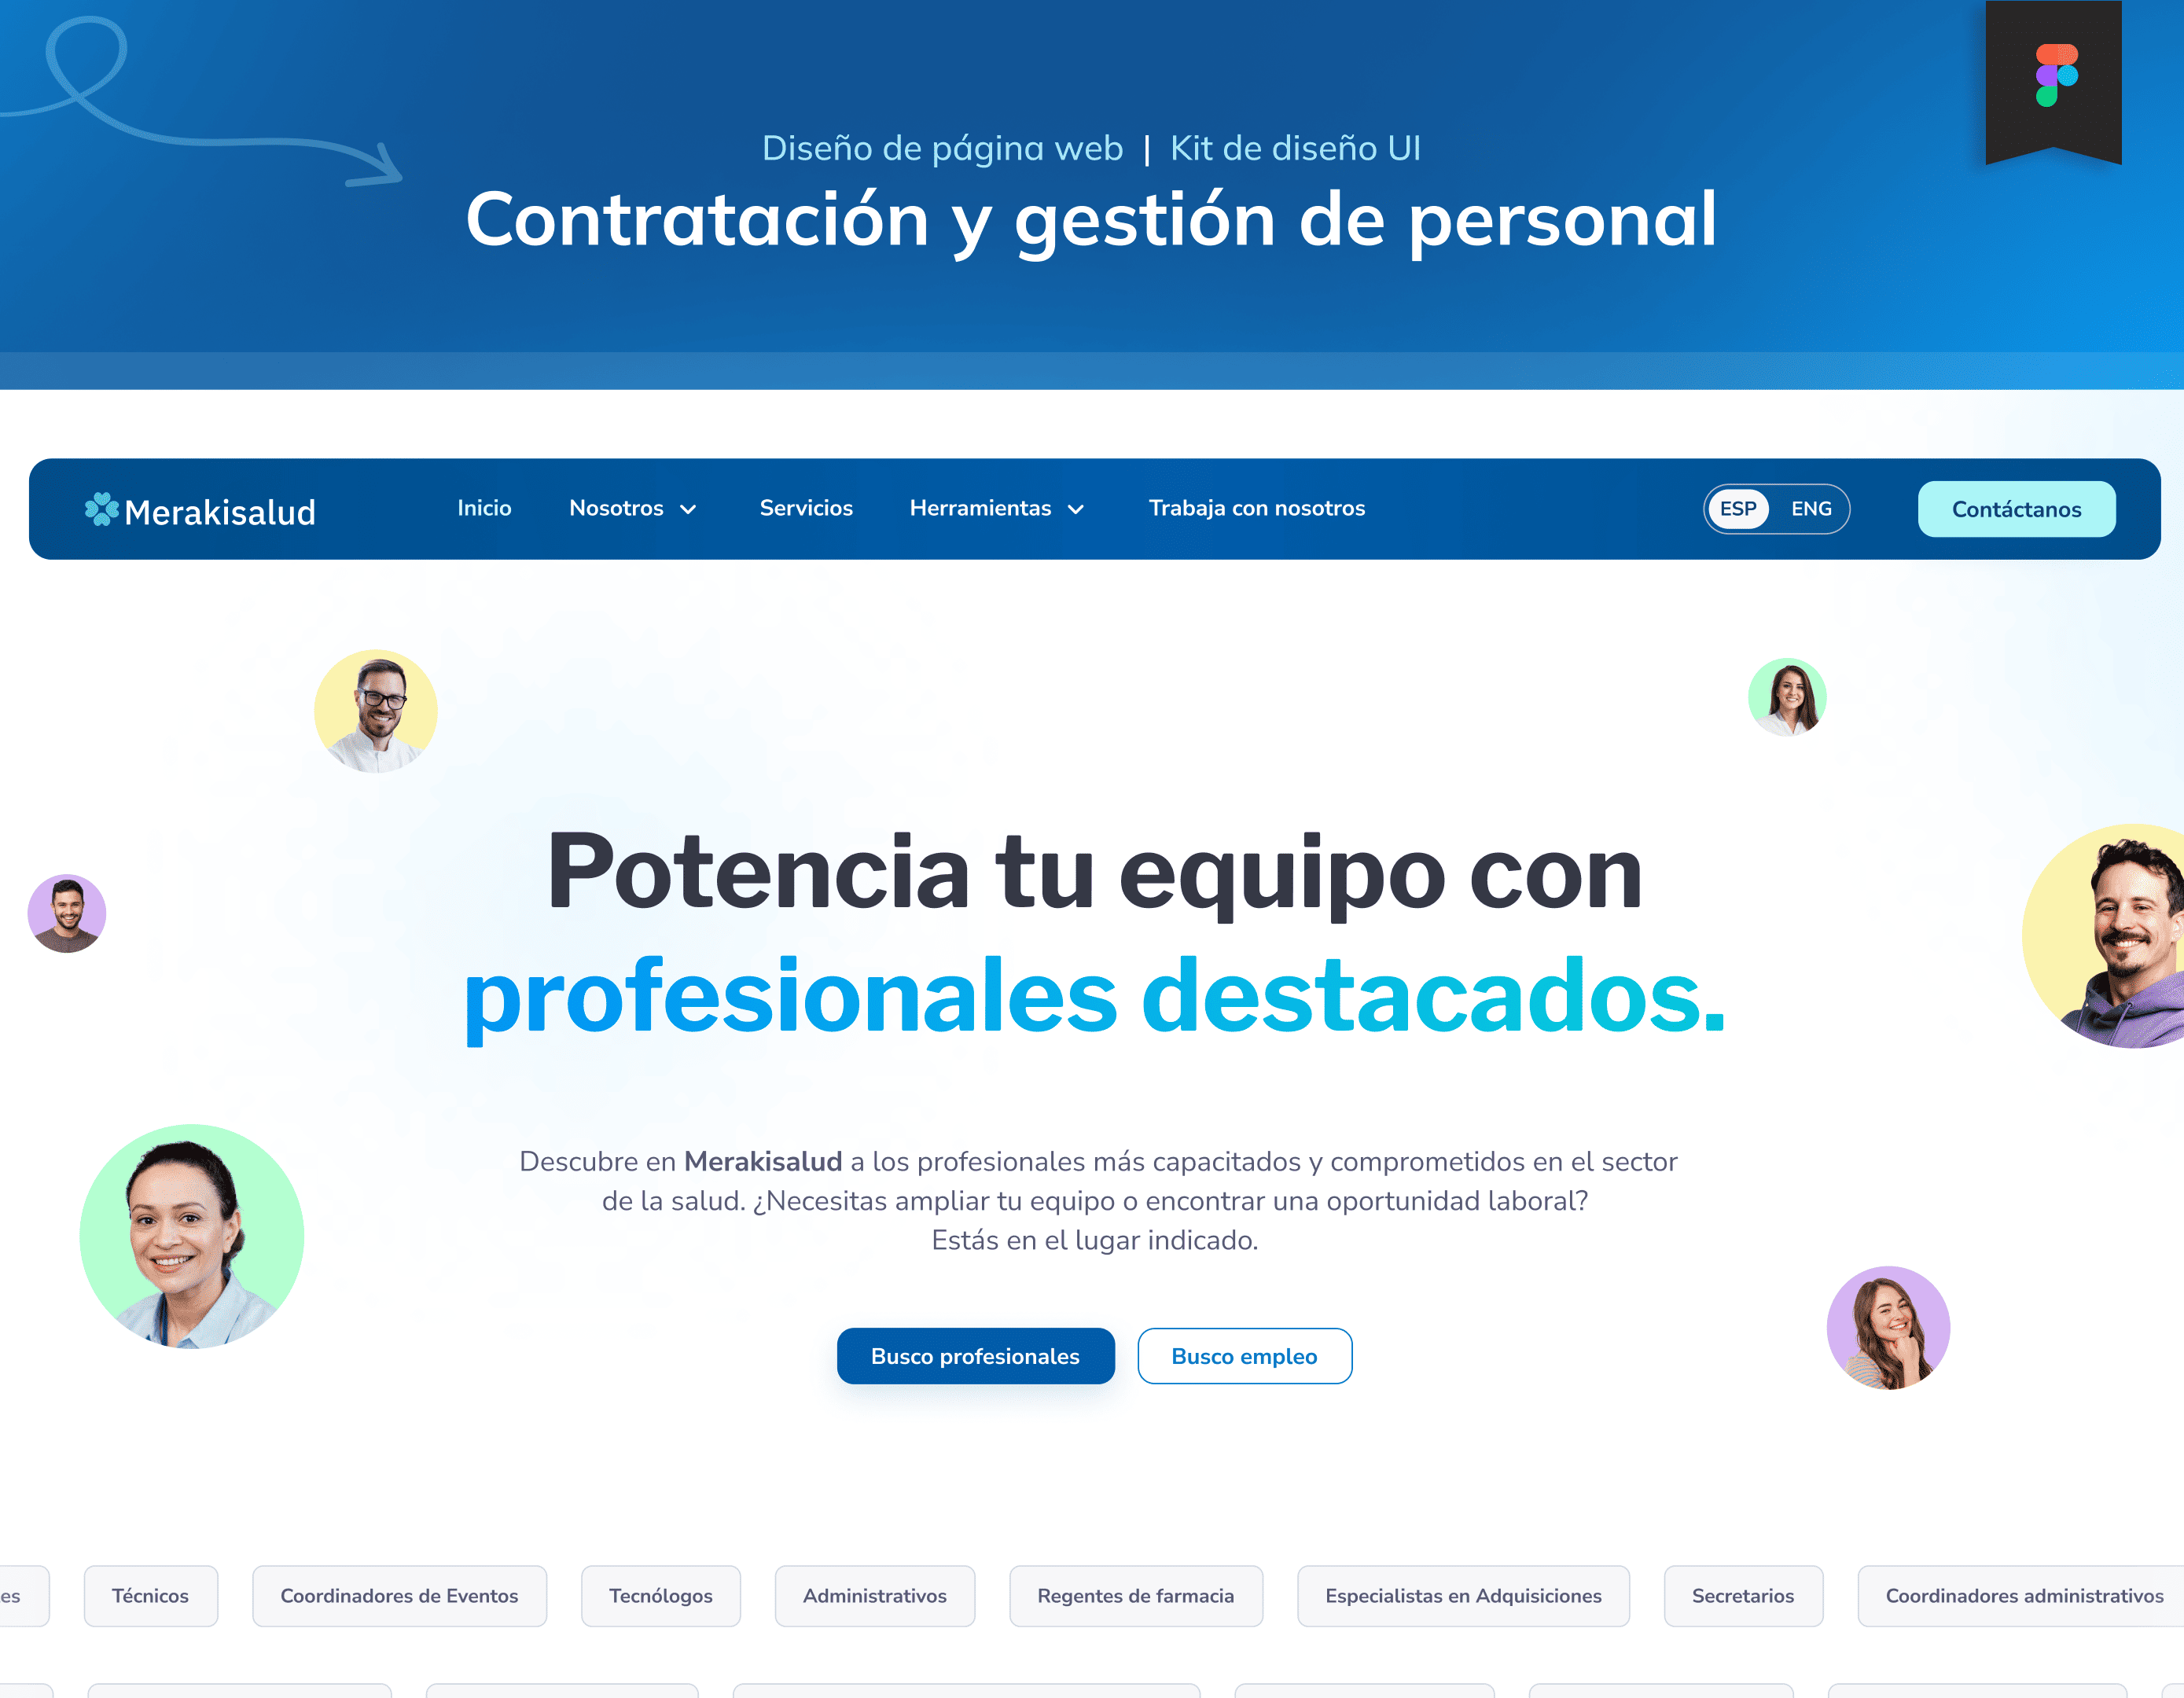 Diseño de página web | Kit de diseño UI
Contratación y gestión de personal
Merakisalud
Inicio
Nosotros
Servicios
Herramientas
Trabaja con nosotros
ESP
ENG
Contáctanos
Potencia tu equipo con
profesionales destacados.
Descubre en Merakisalud a los profesionales más capacitados y comprometidos en el sector
de la salud. ¿Necesitas ampliar tu equipo o encontrar una oportunidad laboral?
Estás en el lugar indicado.
Busco profesionales
Busco empleo
es
Técnicos
Coordinadores de Eventos
Tecnólogos
Administrativos
Regentes de farmacia
Especialistas en Adquisiciones
Secretarios
Coordinadores administrativos